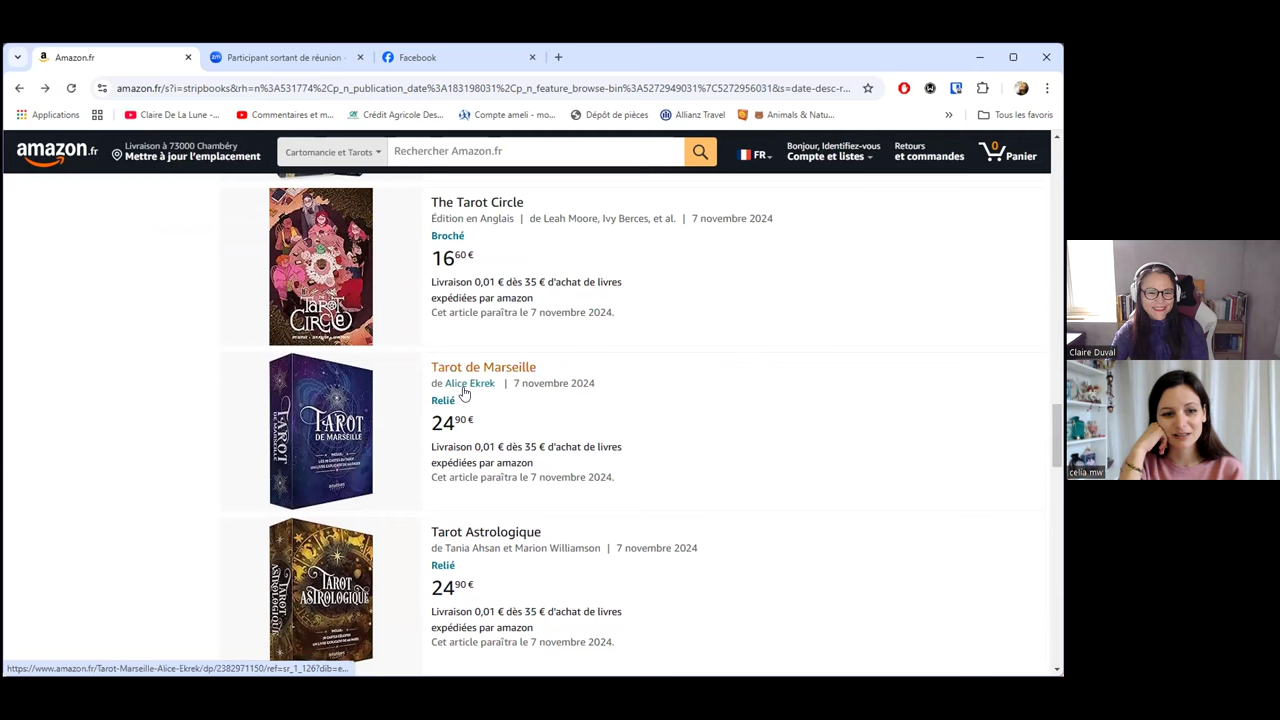 Amazon.fr
Participant sortant de réunion -
Facebook
amazon.fr/s?i=stripbooks&rh=n%3A531774%2Cp_n_publication_date%3A183198031%2Cp_n_feature_browse-bin%3A5272949031%7C5272956031&s=date-desc-r...
Applications
Claire De La Lune -...
Commentaires et m...
Crédit Agricole Des...
Compte ameli - mo...
Dépôt de pièces
Allianz Travel
Animals & Natu...
»
Tous les favoris
amazon.fr
Livraison à 73000 Chambéry
Mettre à jour l'emplacement
Cartomancie et Tarots
Rechercher Amazon.fr
FR
Bonjour, Identifiez-vous
Compte et listes
Retours
et commandes
0
Panier
The Tarot Circle
Édition en Anglais | de Leah Moore, Ivy Berces, et al. | 7 novembre 2024
Broché
16,60 €
Livraison 0,01 € dès 35 € d'achat de livres
expédiées par amazon
Cet article paraîtra le 7 novembre 2024.
TAROT
CIRCLE
Tarot de Marseille
de Alice Ekrek | 7 novembre 2024
Relié
24,90 €
Livraison 0,01 € dès 35 € d'achat de livres
expédiées par amazon
Cet article paraîtra le 7 novembre 2024.
TAROT
DE MARSEILLE
TAROT
DE MARSEILLE
Tarot Astrologique
de Tania Ahsan et Marion Williamson | 7 novembre 2024
Relié
24,90 €
Livraison 0,01 € dès 35 € d'achat de livres
expédiées par amazon
Cet article paraîtra le 7 novembre 2024.
TAROT
ASTROLOGIQUE
TAROT
ASTROLOGIQUE
https://www.amazon.fr/Tarot-Marseille-Alice-Ekrek/dp/2382971150/ref=sr_1_126?dib=e...
Claire Duval
celia mw